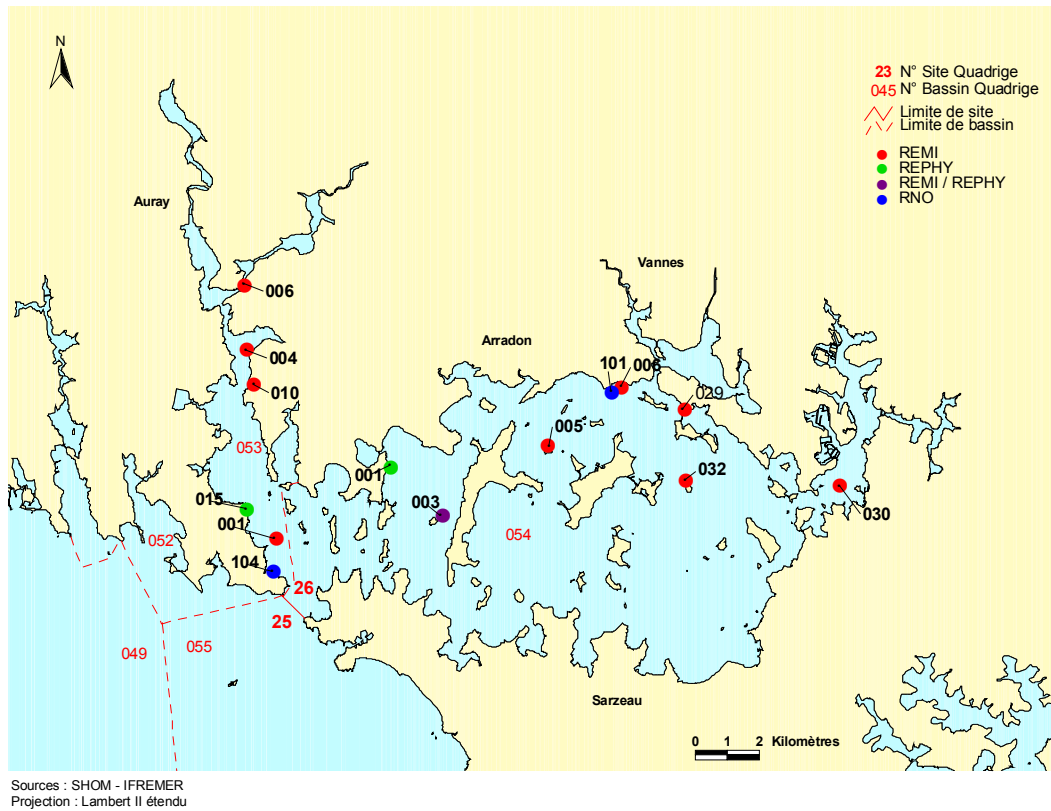 N
23 N° Site Quadrige
045 N° Bassin Quadrige
Limite de site
Limite de bassin
REMI
REPHY
REMI / REPHY
RNO
Auray
Vannes
006
Arradon
004
101
006
010
029
053
005
001
032
015
003
030
001
052
054
104
26
25
049
055
Sarzeau
0 1 2 Kilomètres
Sources : SHOM - IFREMER
Projection : Lambert II étendu